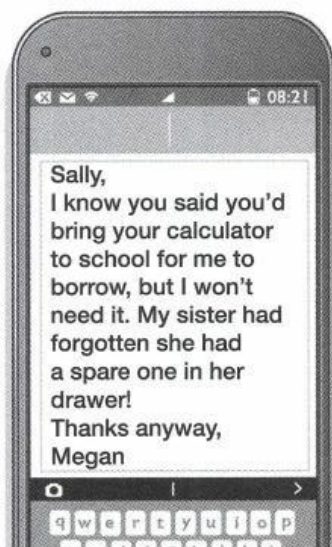 08:21
Sally,
I know you said you'd
bring your calculator
to school for me to
borrow, but I won't
need it. My sister had
forgotten she had
a spare one in her
drawer!
Thanks anyway,
Megan
q w e r t y u i o p